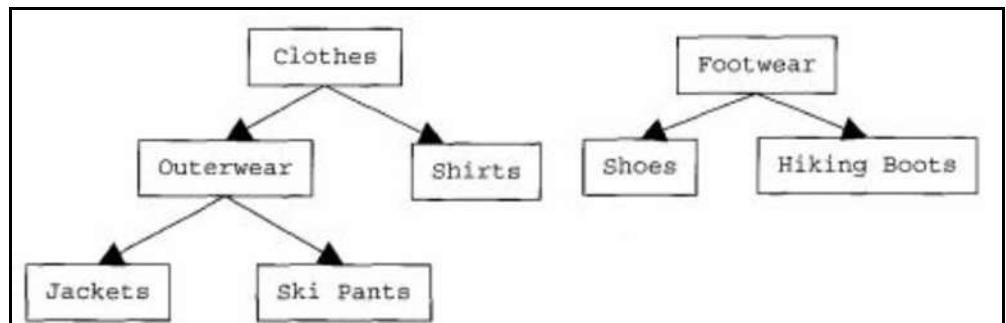 Clothes
Footwear
Outerwear
Shirts
Shoes
Hiking Boots
Jackets
Ski Pants